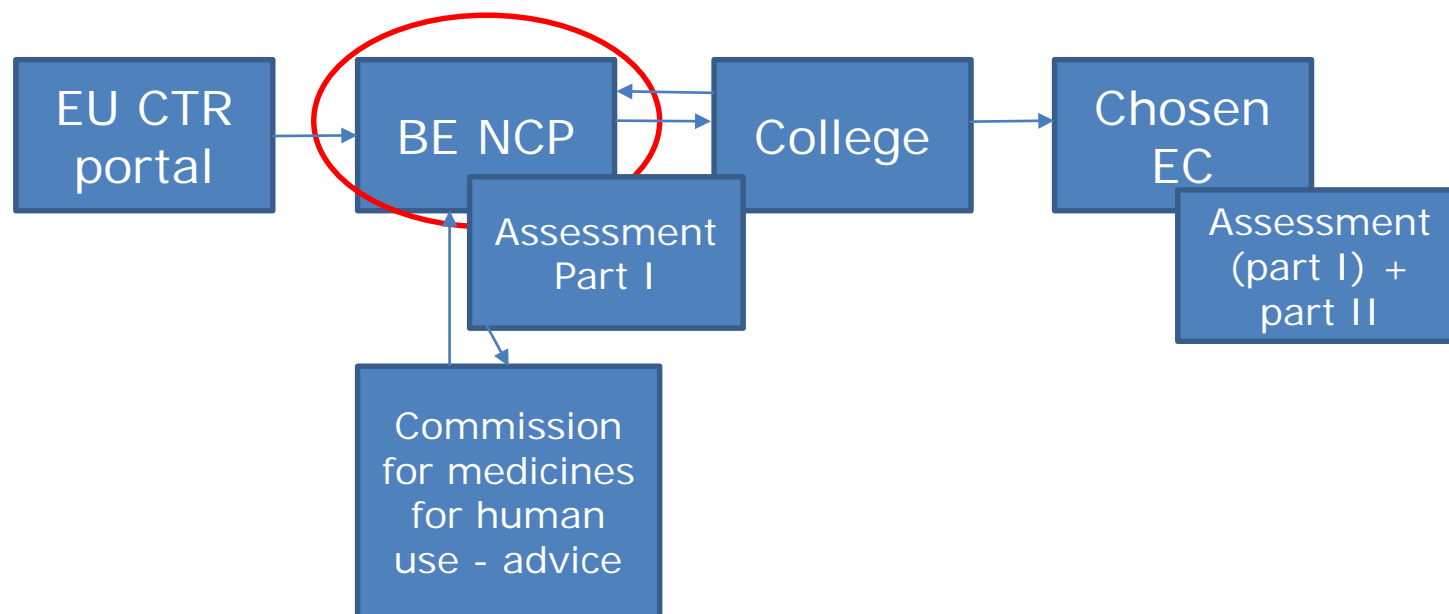 EU CTR
portal
BE NCP
College
Chosen
EC
Assessment
Part I
Assessment
(part I) +
part II
Commission
for medicines
for human
use - advice